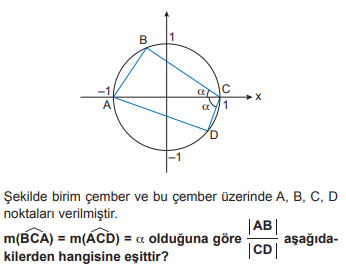 B 1
-1 α C
A α 1 x
D
-1
Şekilde birim çember ve bu çember üzerinde A, B, C, D
noktaları verilmiştir.
m(BCA) = m(ACD) = α olduğuna göre |AB| / |CD| aşağıda-
kilerden hangisine eşittir?